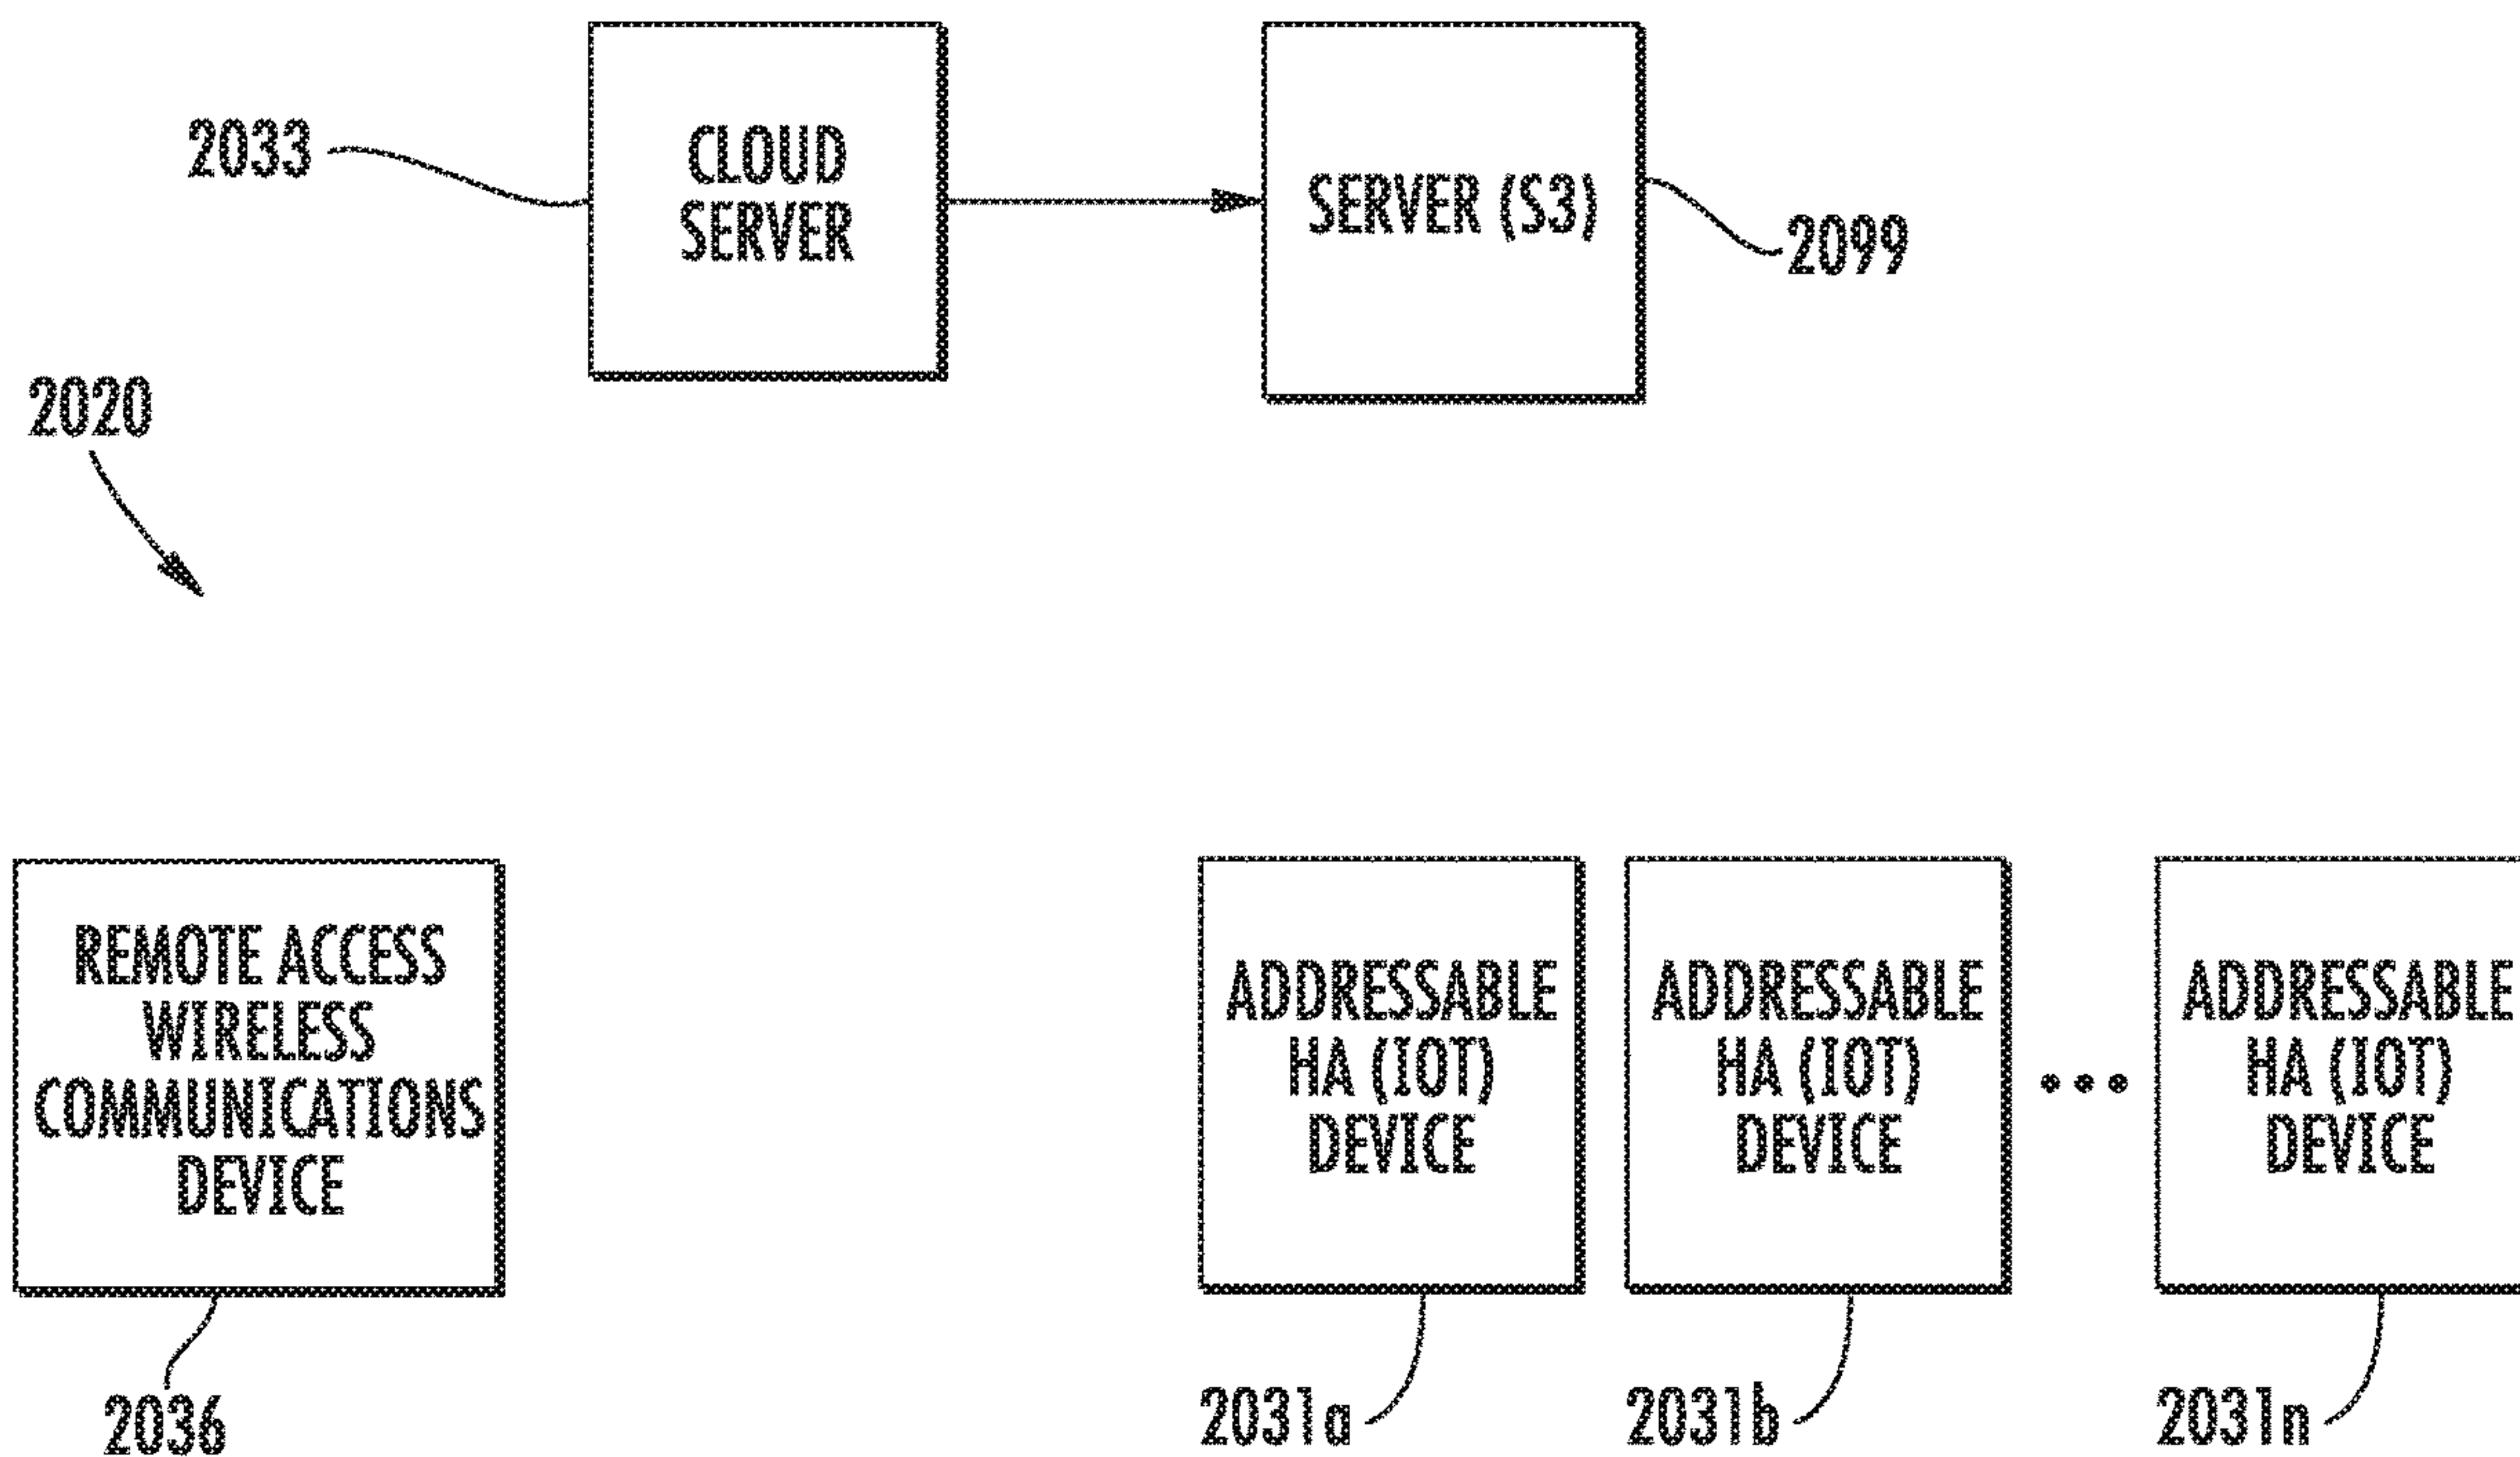 2033
CLOUD
SERVER
SERVER (S3)
2099
2020
REMOTE ACCESS
WIRELESS
COMMUNICATIONS
DEVICE
2036
ADDRESSABLE
HA (IOT)
DEVICE
2031a
ADDRESSABLE
HA (IOT)
DEVICE
2031b
ADDRESSABLE
HA (IOT)
DEVICE
2031n